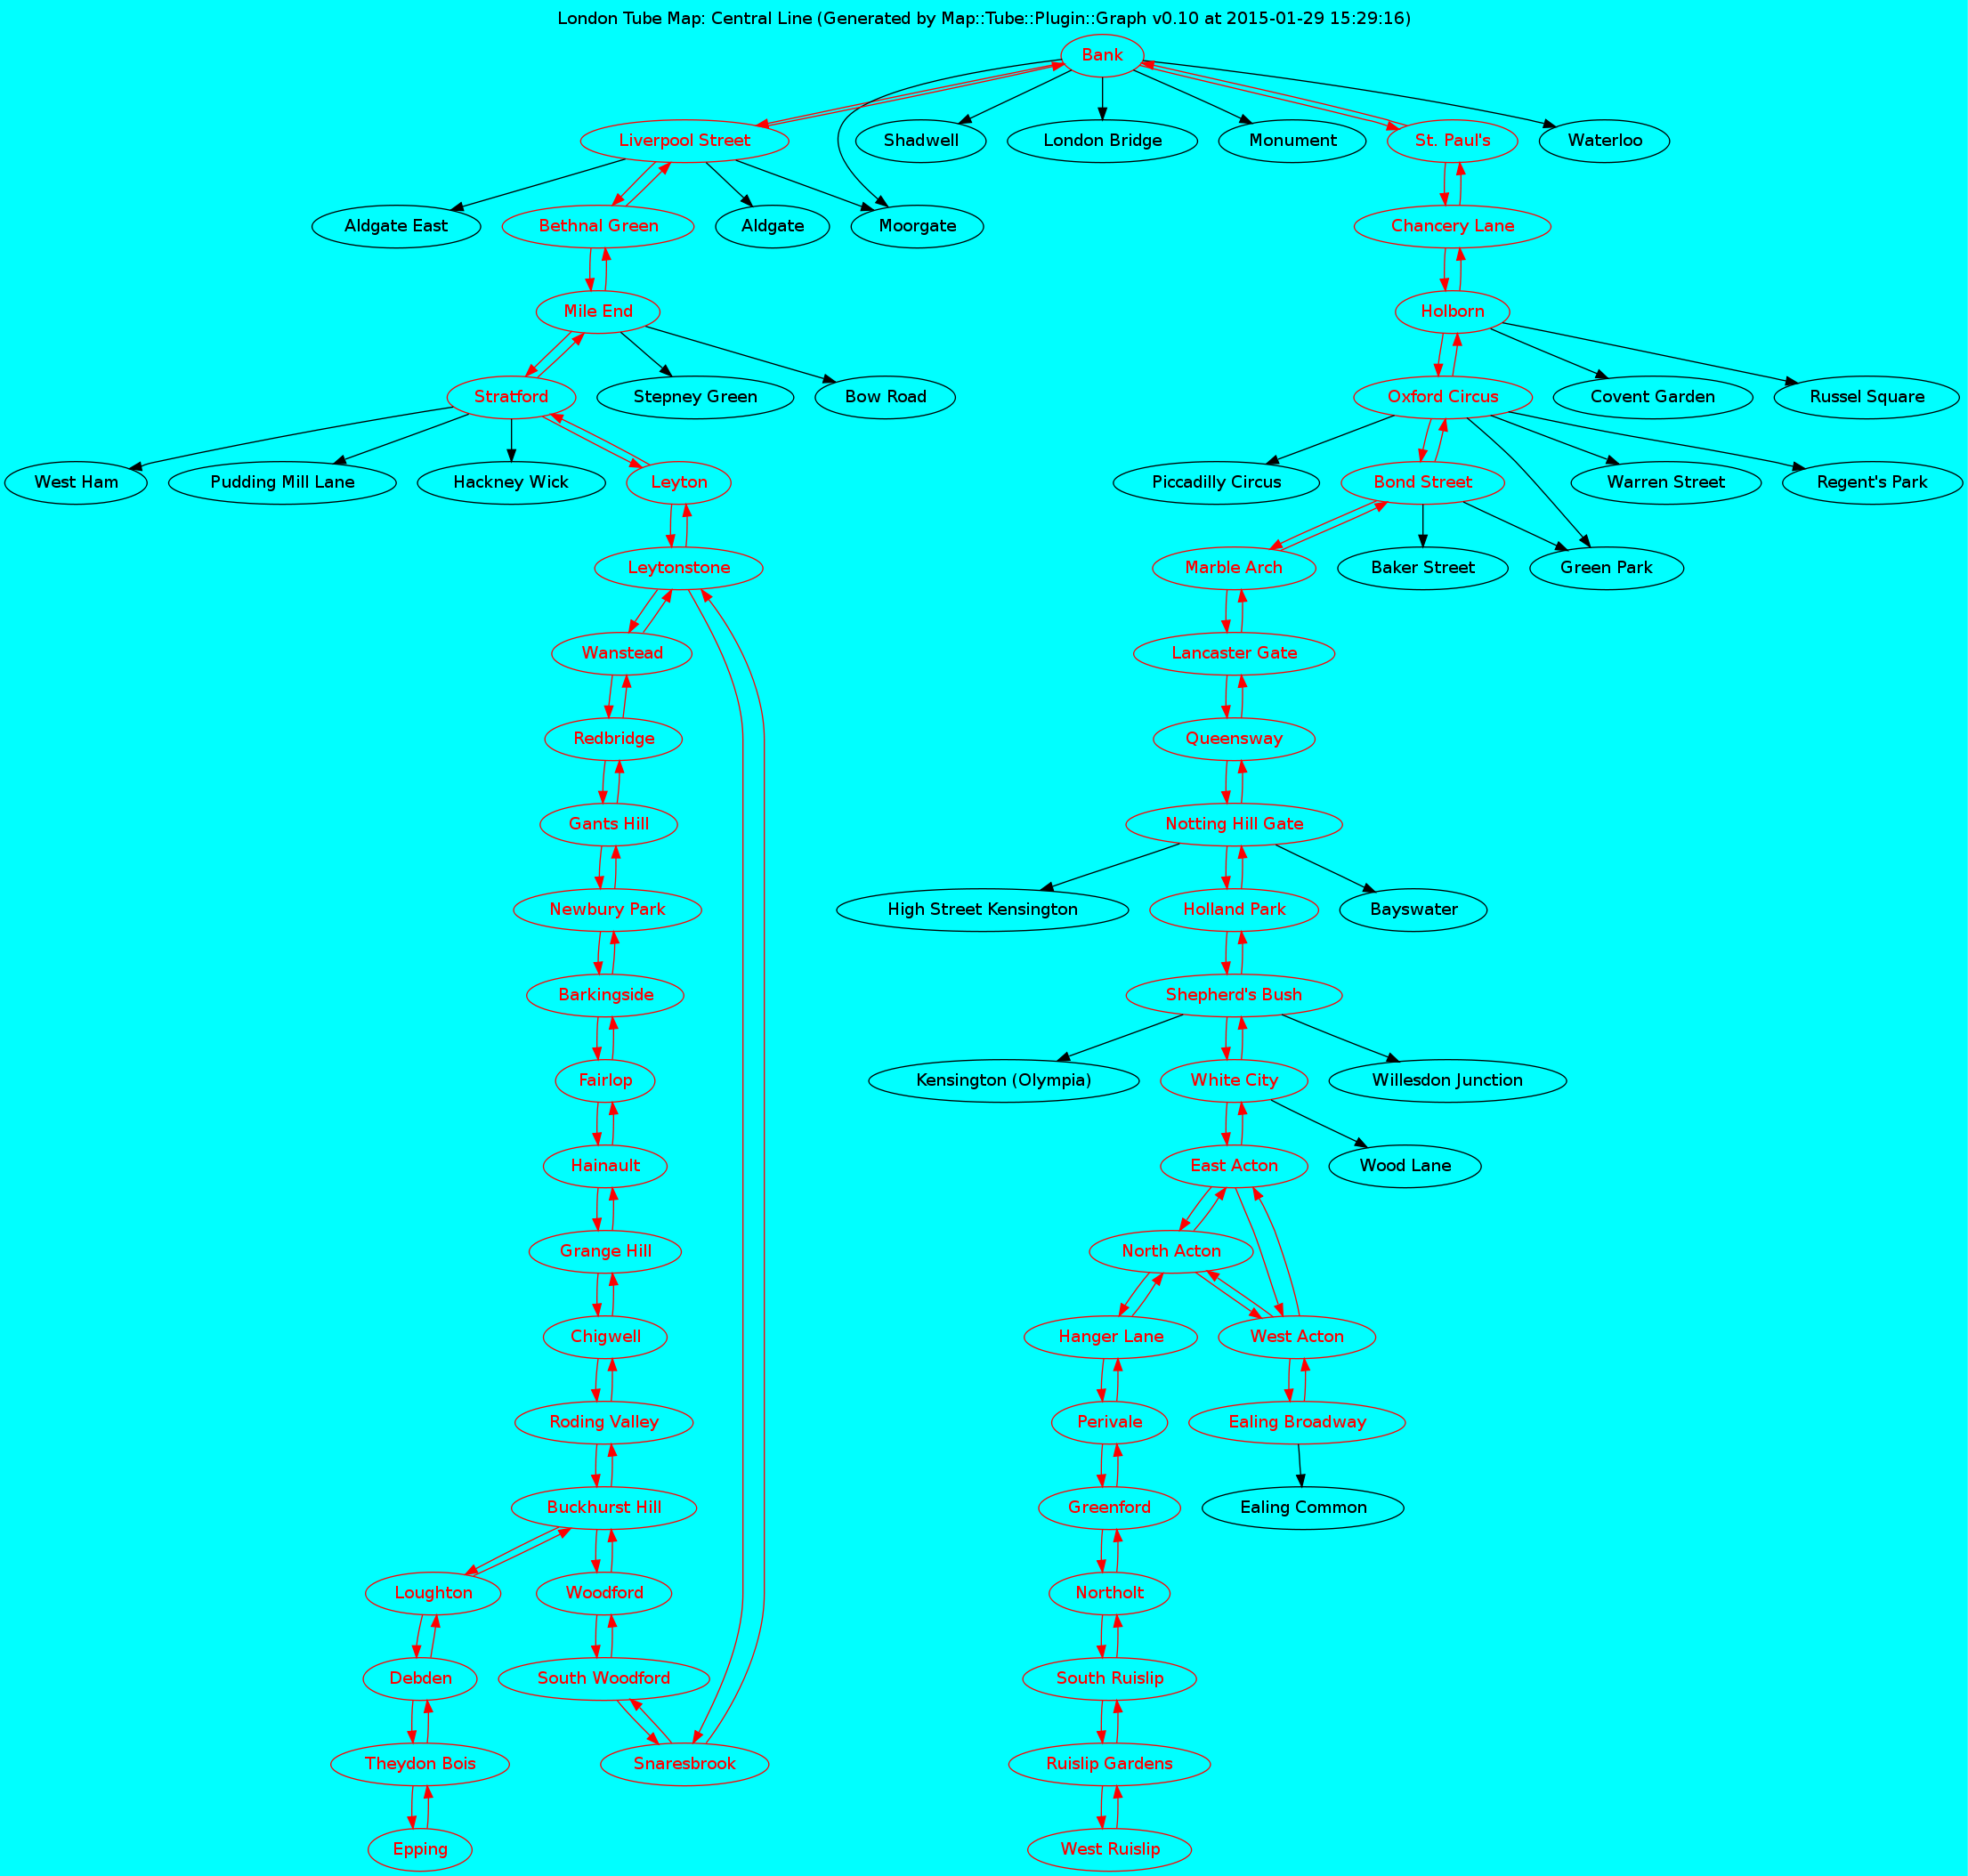 London Tube Map: Central Line (Generated by Map::Tube::Plugin::Graph v0.10 at 2015-01-29 15:29:16)
Bank
Liverpool Street
Shadwell
London Bridge
Monument
St. Paul's
Waterloo
Aldgate East
Bethnal Green
Aldgate
Moorgate
Chancery Lane
Mile End
Holborn
Stratford
Stepney Green
Bow Road
Oxford Circus
Covent Garden
Russel Square
West Ham
Pudding Mill Lane
Hackney Wick
Leyton
Piccadilly Circus
Bond Street
Warren Street
Regent's Park
Leytonstone
Marble Arch
Baker Street
Green Park
Wanstead
Lancaster Gate
Redbridge
Queensway
Gants Hill
Notting Hill Gate
Newbury Park
High Street Kensington
Holland Park
Bayswater
Barkingside
Shepherd's Bush
Fairlop
Kensington (Olympia)
White City
Willesdon Junction
Hainault
East Acton
Wood Lane
Grange Hill
North Acton
Chigwell
Hanger Lane
West Acton
Roding Valley
Perivale
Ealing Broadway
Buckhurst Hill
Greenford
Ealing Common
Loughton
Woodford
Northolt
Debden
South Woodford
South Ruislip
Theydon Bois
Snaresbrook
Ruislip Gardens
Epping
West Ruislip